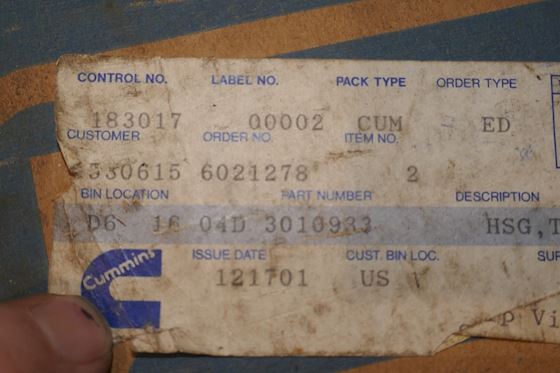 CONTROL NO. LABEL NO. PACK TYPE ORDER TYPE
183017 00002 CUM ED
CUSTOMER ORDER NO. ITEM NO.
330615 6021278 2
BIN LOCATION PART NUMBER DESCRIPTION
D6 16 04D 3010933 HSG,T
ISSUE DATE CUST. BIN LOC. SUP
121701 US
Cummins
P Vi